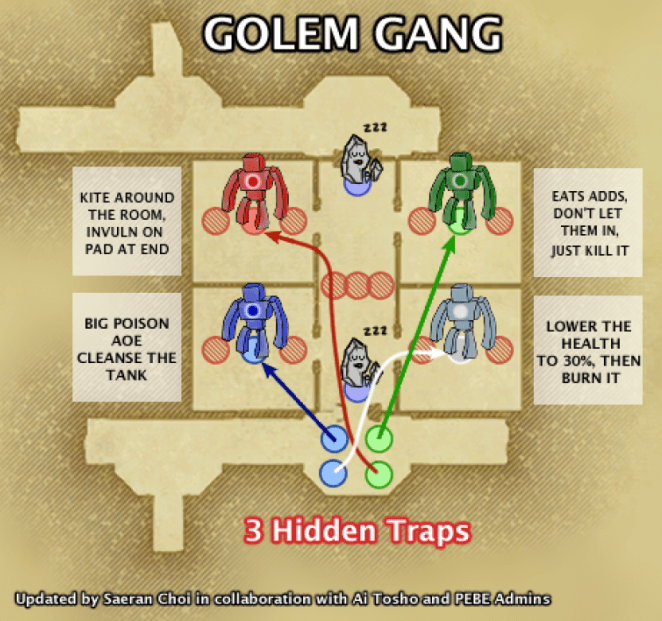 GOLEM GANG
zzz
KITE AROUND
THE ROOM,
INVULN ON
PAD AT END
EATS ADDS,
DON'T LET
THEM IN,
JUST KILL IT
BIG POISON
AOE
CLEANSE THE
TANK
zzz
LOWER THE
HEALTH
TO 30%, THEN
BURN IT
3 Hidden Traps
Updated by Saeran Choi in collaboration with Ai Tosho and PEBE Admins